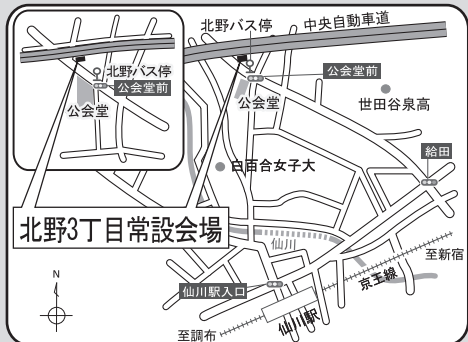 北野バス停
公会堂前
公会堂
北野バス停
中央自動車道
公会堂前
公会堂
世田谷泉高
給田
白百合女子大
北野3丁目常設会場
仙川
至新宿
京王線
仙川駅入口
仙川駅
至調布
N